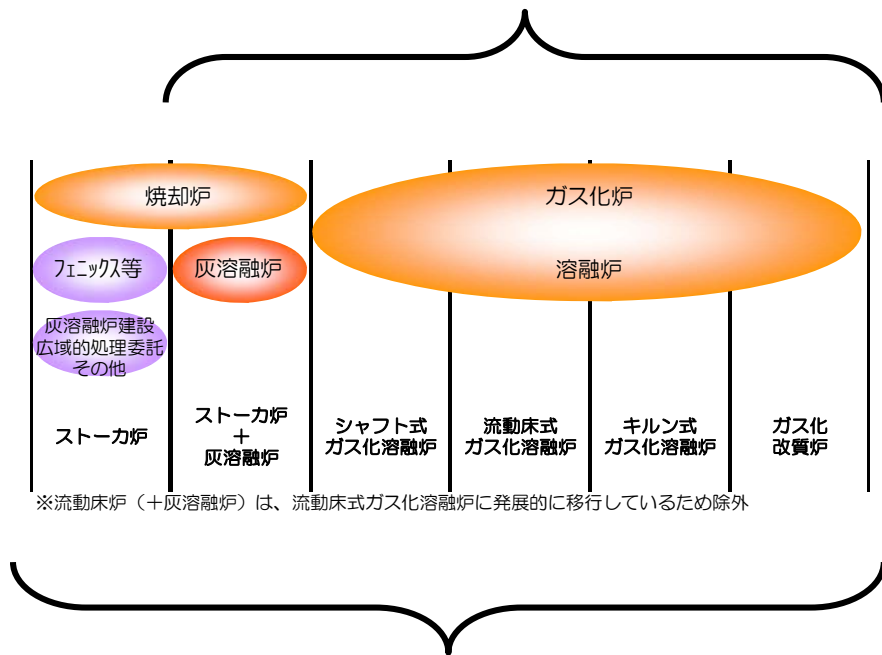 焼却炉
ガス化炉
ﾌｪﾆｯｸｽ等
灰溶融炉
溶融炉
灰溶融炉建設
広域的処理委託
その他
ストーカ炉
ストーカ炉
＋
灰溶融炉
シャフト式
ガス化溶融炉
流動床式
ガス化溶融炉
キルン式
ガス化溶融炉
ガス化
改質炉
※流動床炉（＋灰溶融炉）は、流動床式ガス化溶融炉に発展的に移行しているため除外